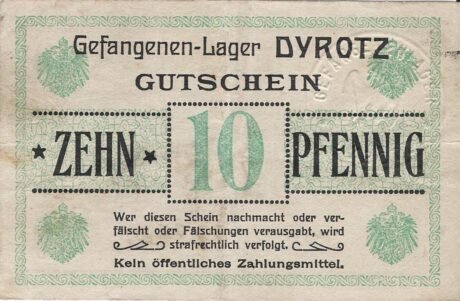 Gefangenen-Lager DYROTZ
GUTSCHEIN
ZEHN 10 PFENNIG
Wer diesen Schein nachmacht oder ver-
fälscht oder Fälschungen verausgabt, wird
strafrechtlich verfolgt.
Kein öffentliches Zahlungsmittel.